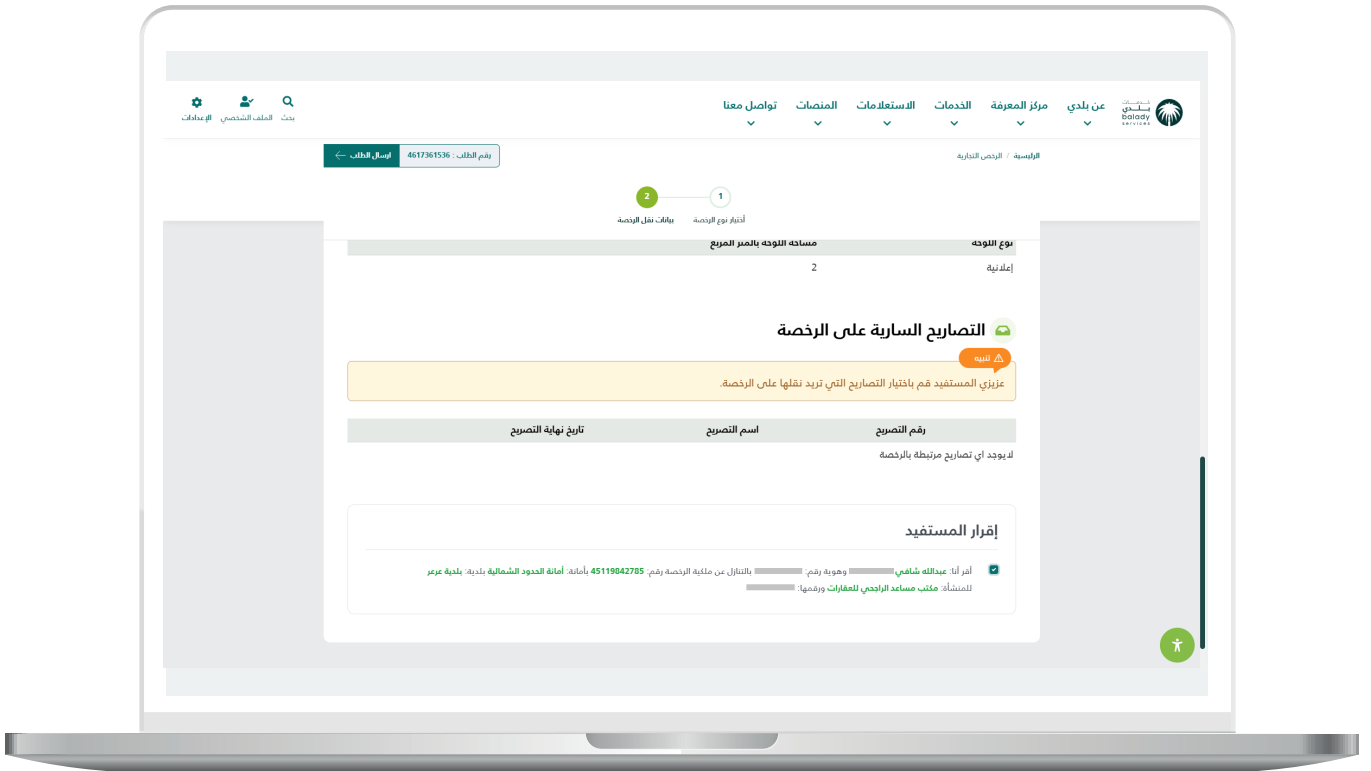 خدمــــات
بــلــدي
balady
services
عن بلدي
مركز المعرفة
الخدمات
الاستعلامات
المنصات
تواصل معنا
بحث
الملف الشخصي
الإعدادات
الرئيسية / الرخص التجارية
رقم الطلب : 4617361536
ارسال الطلب
1
2
أختيار نوع الرخصة
بيانات نقل الرخصة
نوع اللوحة
مساحة اللوحة بالمتر المربع
إعلانية
2
التصاريح السارية على الرخصة
تنبيه
عزيزي المستفيد قم باختيار التصاريح التي تريد نقلها على الرخصة.
رقم التصريح
اسم التصريح
تاريخ نهاية التصريح
لايوجد اي تصاريح مرتبطة بالرخصة
إقرار المستفيد
أقر أنا: عبدالله شافي وهوية رقم: بالتنازل عن ملكية الرخصة رقم: 45119842785 بأمانة: أمانة الحدود الشمالية بلدية: بلدية عرعر
للمنشأة: مكتب مساعد الراجحي للعقارات ورقمها: